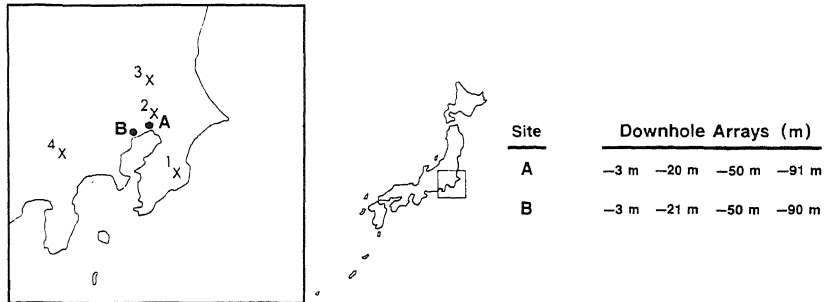 3 X
2 X
B A
4 X
1 X
Site Downhole Arrays (m)
A −3 m −20 m −50 m −91 m
B −3 m −21 m −50 m −90 m